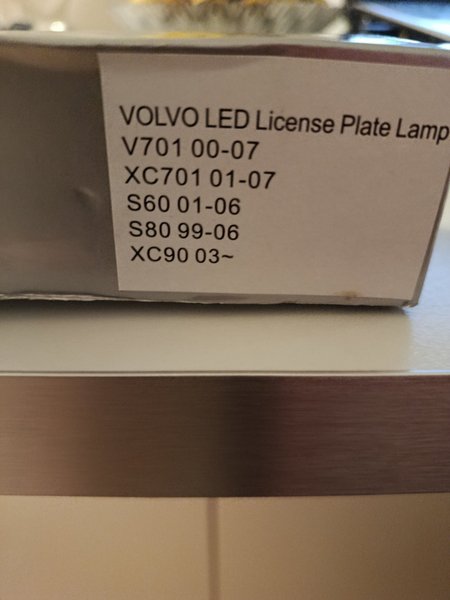 VOLVO LED License Plate Lamp
V701 00-07
XC701 01-07
S60 01-06
S80 99-06
XC90 03~